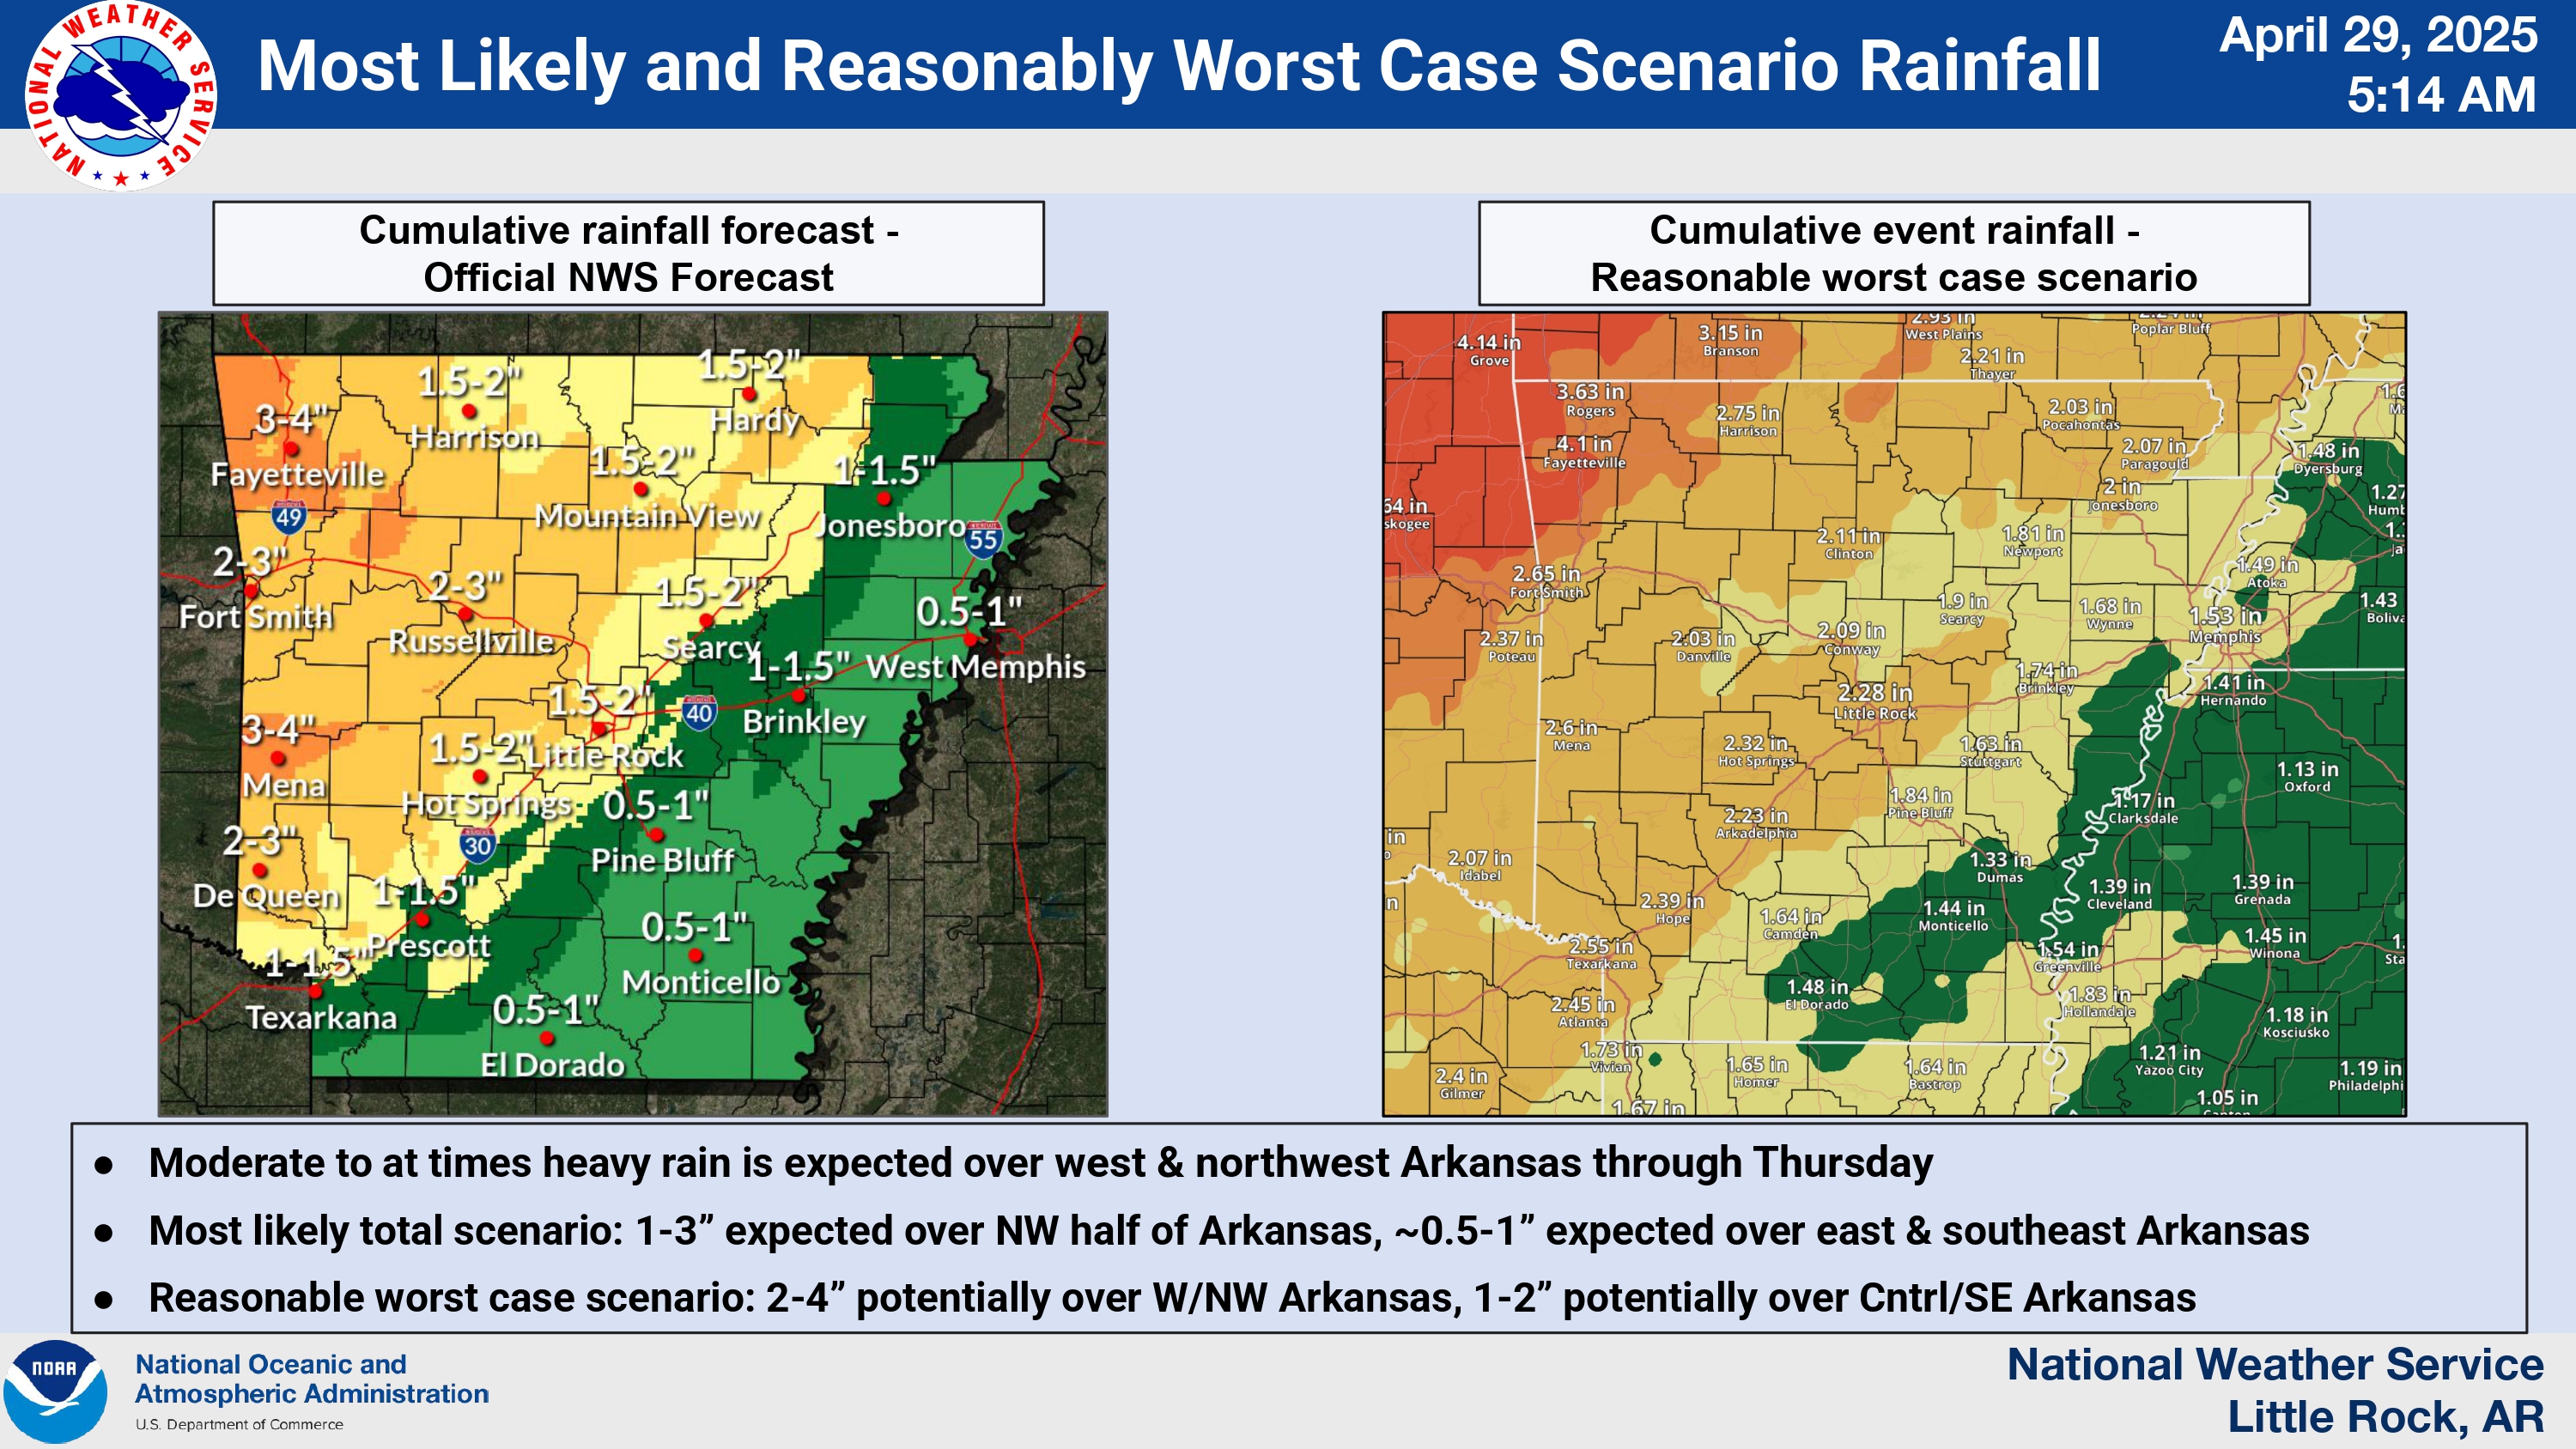 NATIONAL WEATHER SERVICE
Most Likely and Reasonably Worst Case Scenario Rainfall
April 29, 2025
5:14 AM
Cumulative rainfall forecast -
Official NWS Forecast
1.5-2"
Hardy
1.5-2"
Harrison
3-4"
Fayetteville
1.5-2"
Mountain View
1-1.5"
Jonesboro
49
55
2-3"
Fort Smith
2-3"
Russellville
1.5-2"
Searcy
0.5-1"
West Memphis
1-1.5"
Brinkley
40
1.5-2"
Little Rock
3-4"
Mena
1.5-2"
Hot Springs
0.5-1"
Pine Bluff
30
2-3"
De Queen
1-1.5"
Prescott
1-1.5"
Texarkana
0.5-1"
Monticello
0.5-1"
El Dorado
Cumulative event rainfall -
Reasonable worst case scenario
4.14 in
Grove
3.15 in
Branson
2.93 in
West Plains
Poplar Bluff
2.21 in
Thayer
3.63 in
Rogers
2.75 in
Harrison
2.03 in
Pocahontas
4.1 in
Fayetteville
2.07 in
Paragould
1.48 in
Dyersburg
2 in
Jonesboro
1.27
Humb
64 in
skogee
2.11 in
Clinton
1.81 in
Newport
1.49 in
Atoka
2.65 in
Fort Smith
1.9 in
Searcy
1.68 in
Wynne
1.53 in
Memphis
1.43
Boliva
2.37 in
Poteau
2.03 in
Danville
2.09 in
Conway
1.74 in
Brinkley
1.41 in
Hernando
2.28 in
Little Rock
2.6 in
Mena
2.32 in
Hot Springs
1.63 in
Stuttgart
1.13 in
Oxford
1.84 in
Pine Bluff
1.17 in
Clarksdale
2.23 in
Arkadelphia
in
2.07 in
Idabel
1.33 in
Dumas
1.39 in
Cleveland
1.39 in
Grenada
2.39 in
Hope
1.64 in
Camden
1.44 in
Monticello
2.55 in
Texarkana
1.54 in
Greenville
1.45 in
Winona
1.
Sta
1.48 in
El Dorado
2.45 in
Atlanta
1.83 in
Hollandale
1.18 in
Kosciusko
1.73 in
Vivian
1.65 in
Homer
1.64 in
Bastrop
1.21 in
Yazoo City
2.4 in
Gilmer
1.19 in
Philadelphi
1.67 in
1.05 in
● Moderate to at times heavy rain is expected over west & northwest Arkansas through Thursday
● Most likely total scenario: 1-3” expected over NW half of Arkansas, ~0.5-1” expected over east & southeast Arkansas
● Reasonable worst case scenario: 2-4” potentially over W/NW Arkansas, 1-2” potentially over Cntrl/SE Arkansas
NOAA
National Oceanic and
Atmospheric Administration
U.S. Department of Commerce
National Weather Service
Little Rock, AR